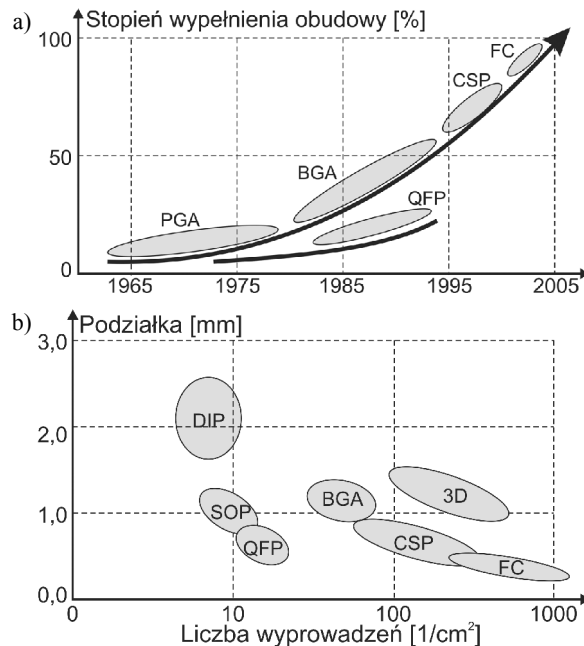 a) Stopień wypełnienia obudowy [%]
100
FC
CSP
50
BGA
QFP
PGA
0
1965 1975 1985 1995 2005
b) Podziałka [mm]
3,0
DIP
2,0
BGA 3D
SOP
1,0
QFP CSP
FC
0,0
0 10 100 1000
Liczba wyprowadzeń [1/cm²]